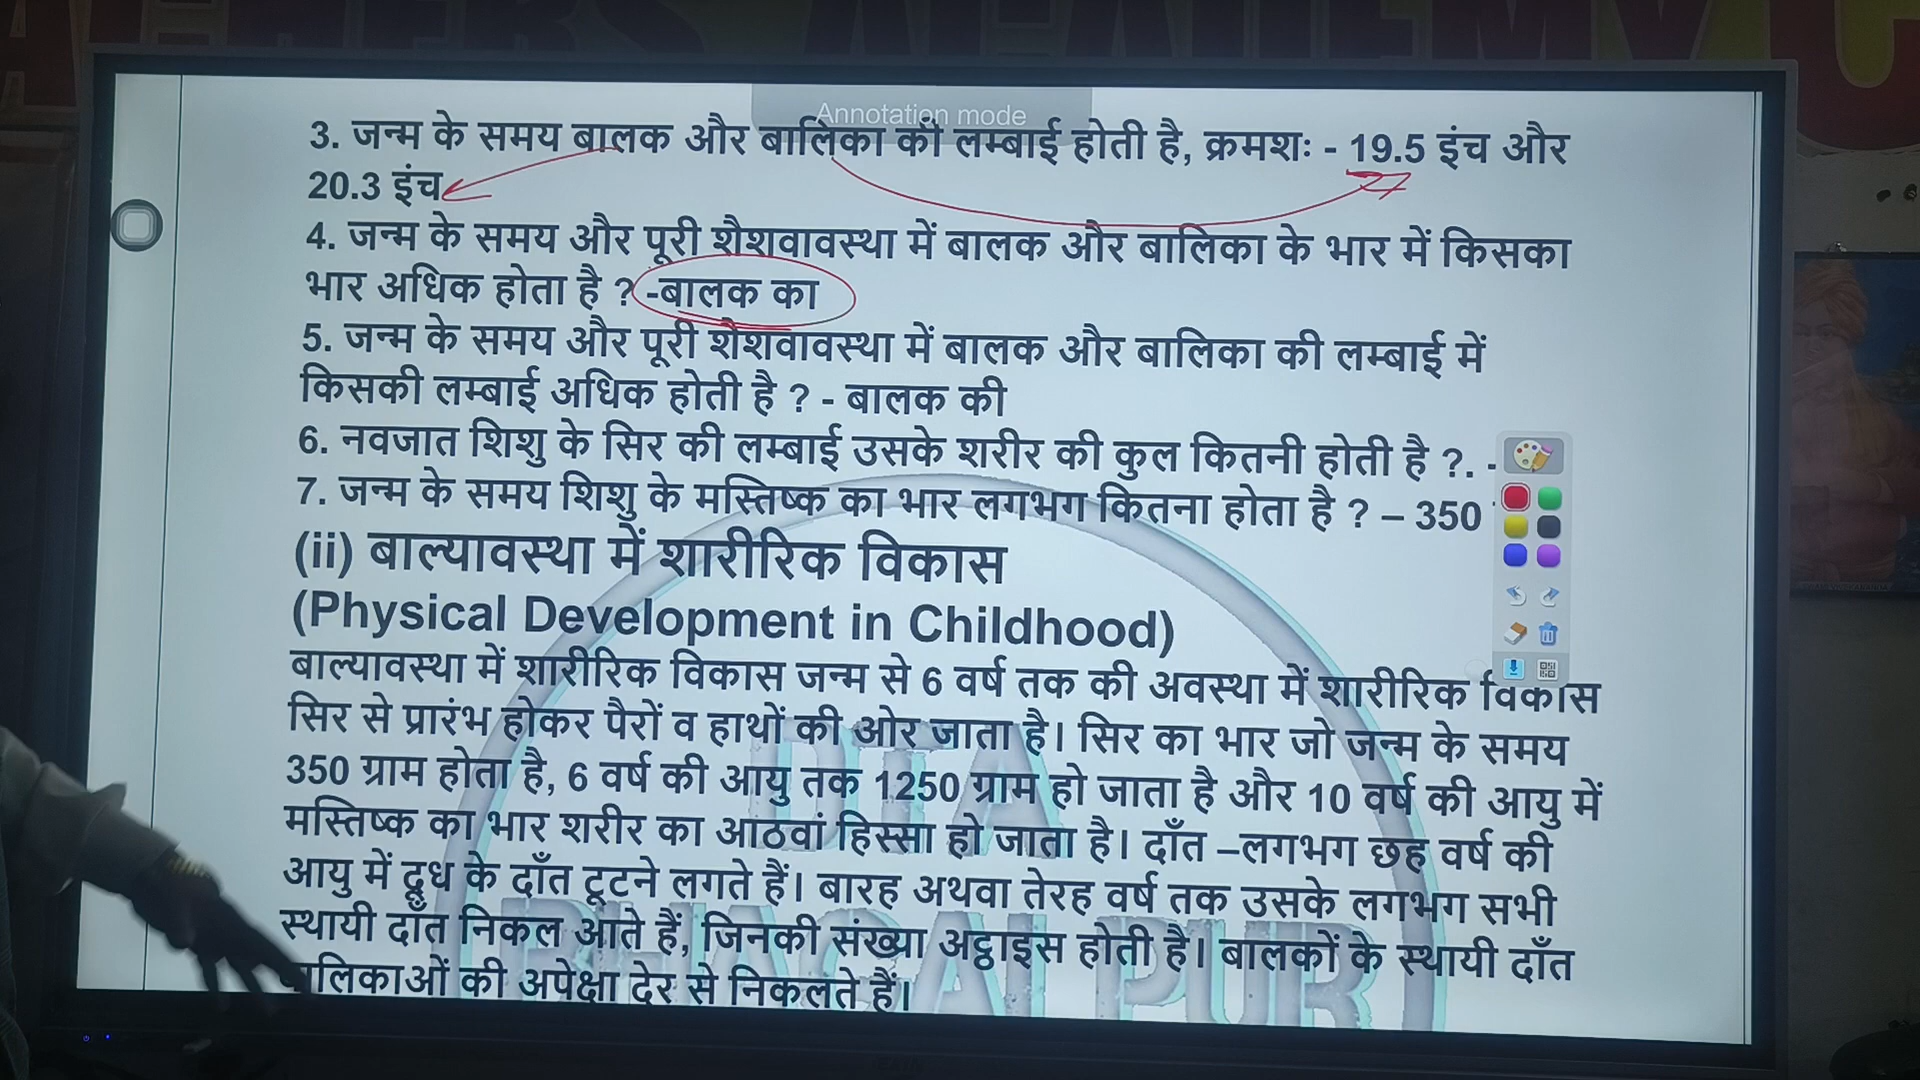 ACADEMY
Annotation mode
3. जन्म के समय बालक और बालिका की लम्बाई होती है, क्रमशः - 19.5 इंच और
20.3 इंच
4. जन्म के समय और पूरी शैशवावस्था में बालक और बालिका के भार में किसका
भार अधिक होता है ? -बालक का
5. जन्म के समय और पूरी शैशवावस्था में बालक और बालिका की लम्बाई में
किसकी लम्बाई अधिक होती है ? - बालक की
6. नवजात शिशु के सिर की लम्बाई उसके शरीर की कुल कितनी होती है ?. -
7. जन्म के समय शिशु के मस्तिष्क का भार लगभग कितना होता है ? – 350
(ii) बाल्यावस्था में शारीरिक विकास
(Physical Development in Childhood)
बाल्यावस्था में शारीरिक विकास जन्म से 6 वर्ष तक की अवस्था में शारीरिक विकास
सिर से प्रारंभ होकर पैरों व हाथों की ओर जाता है। सिर का भार जो जन्म के समय
350 ग्राम होता है, 6 वर्ष की आयु तक 1250 ग्राम हो जाता है और 10 वर्ष की आयु में
मस्तिष्क का भार शरीर का आठवां हिस्सा हो जाता है। दाँत –लगभग छह वर्ष की
आयु में दूध के दाँत टूटने लगते हैं। बारह अथवा तेरह वर्ष तक उसके लगभग सभी
स्थायी दाँत निकल आते हैं, जिनकी संख्या अट्ठाइस होती है। बालकों के स्थायी दाँत
की अपेक्षा देर से निकलते हैं।
DTA
BHAGALPUR